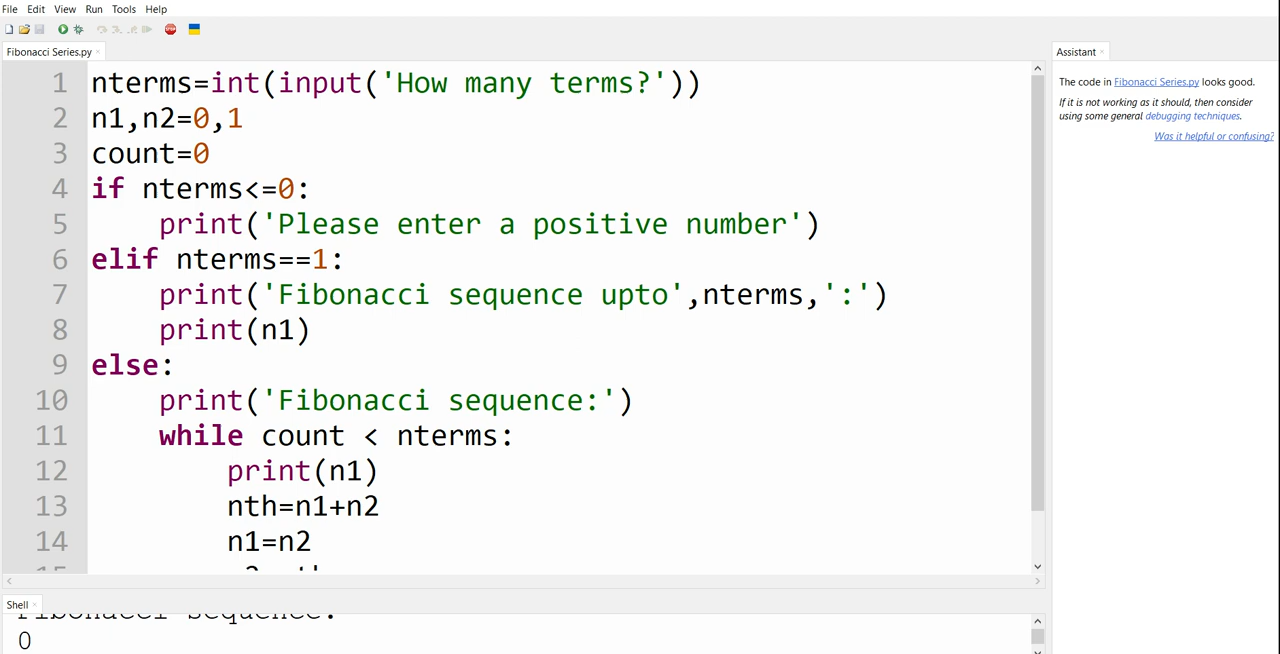 File Edit View Run Tools Help
Fibonacci Series.py
1 nterms=int(input('How many terms?'))
2 n1,n2=0,1
3 count=0
4 if nterms<=0:
5     print('Please enter a positive number')
6 elif nterms==1:
7     print('Fibonacci sequence upto',nterms,':')
8     print(n1)
9 else:
10     print('Fibonacci sequence:')
11     while count < nterms:
12         print(n1)
13         nth=n1+n2
14         n1=n2
Shell
Fibonacci sequence:
0
Assistant
The code in Fibonacci Series.py looks good.
If it is not working as it should, then consider
using some general debugging techniques.
Was it helpful or confusing?